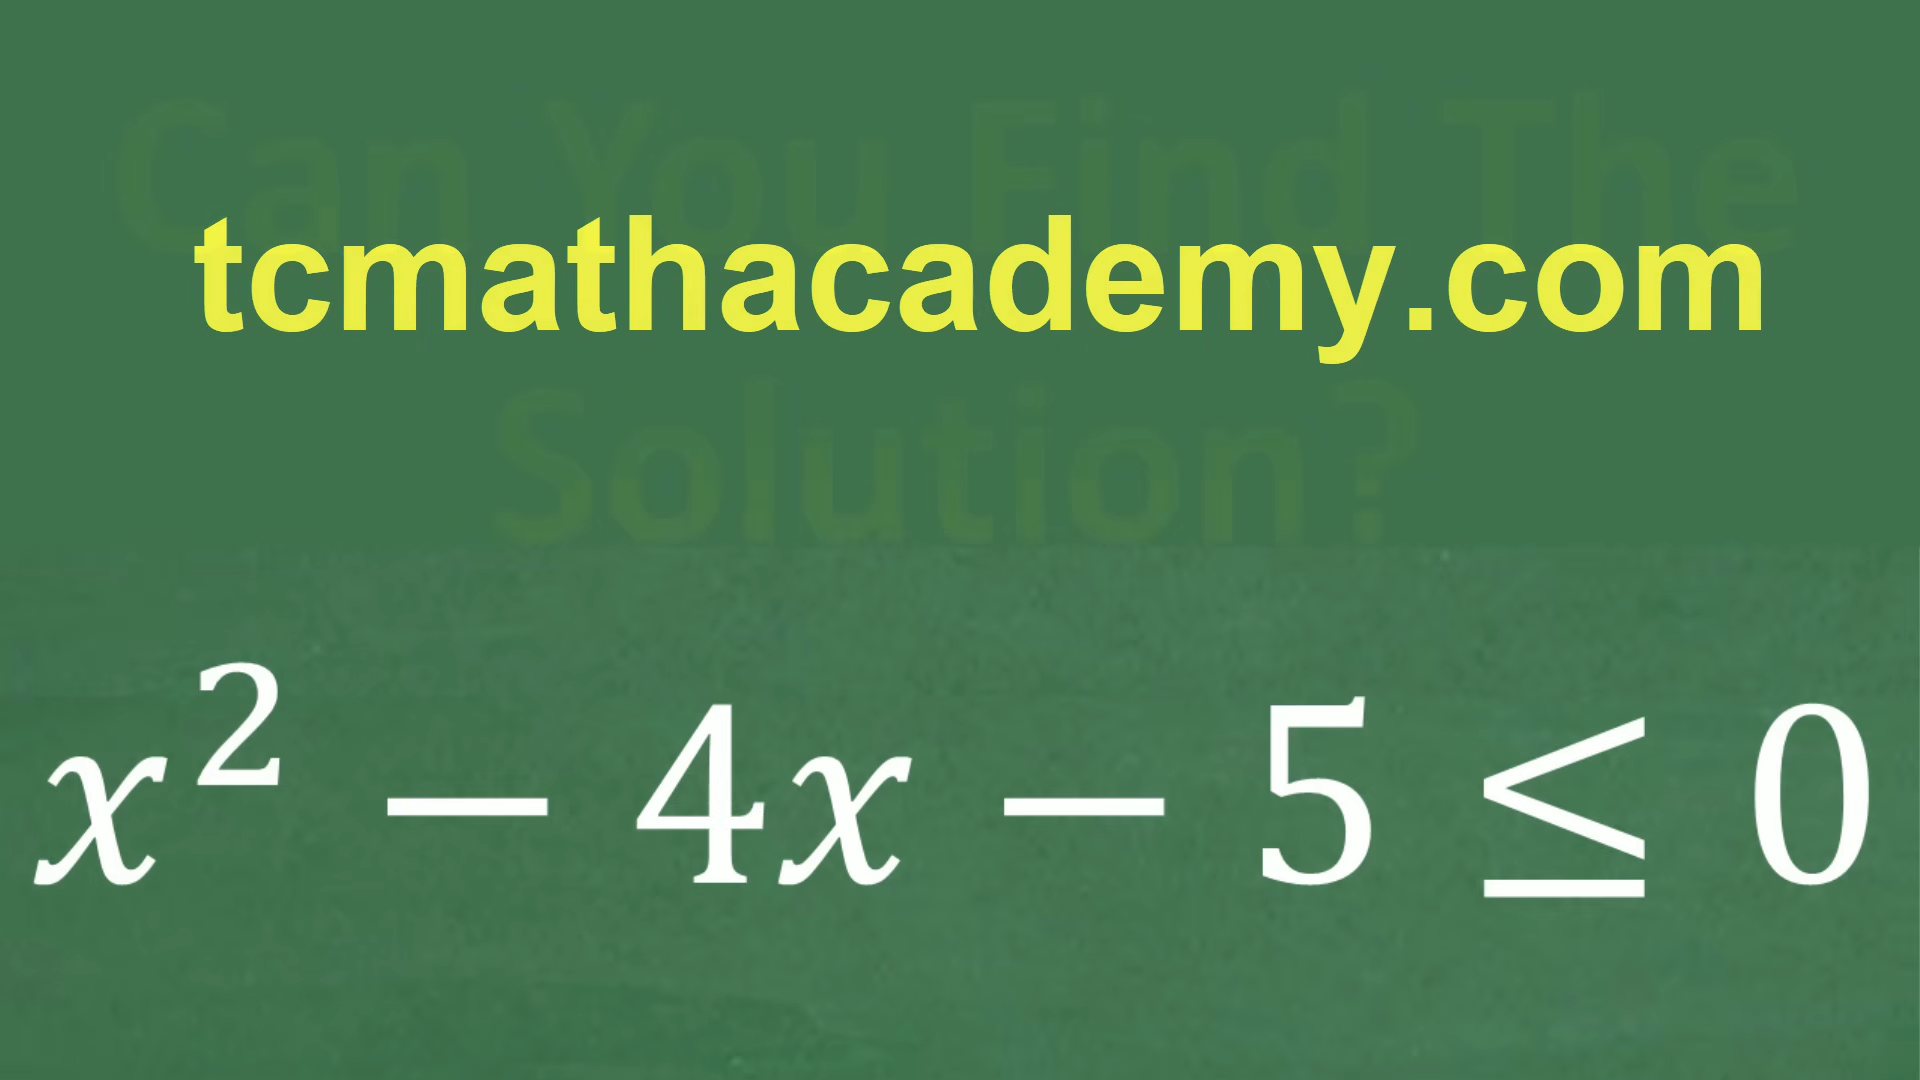 Can You Find The
tcmathacademy.com
Solution?
x² − 4x − 5 ≤ 0